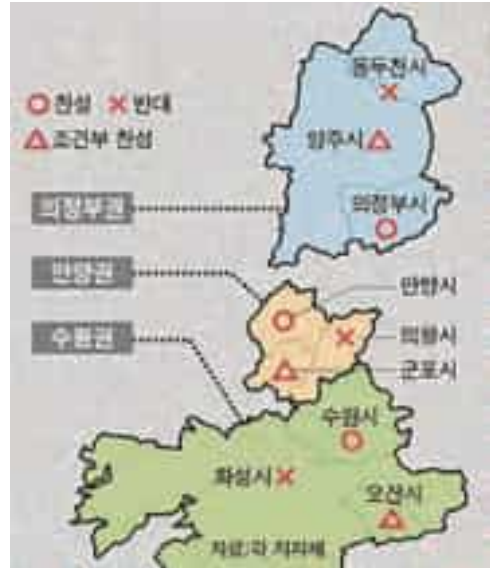 동두천시
○ 찬성 × 반대
△ 조건부 찬성
양주시
의정부권
의정부시
안양권
안양시
수원권
의왕시
군포시
수원시
화성시
오산시
자료:각 지자체